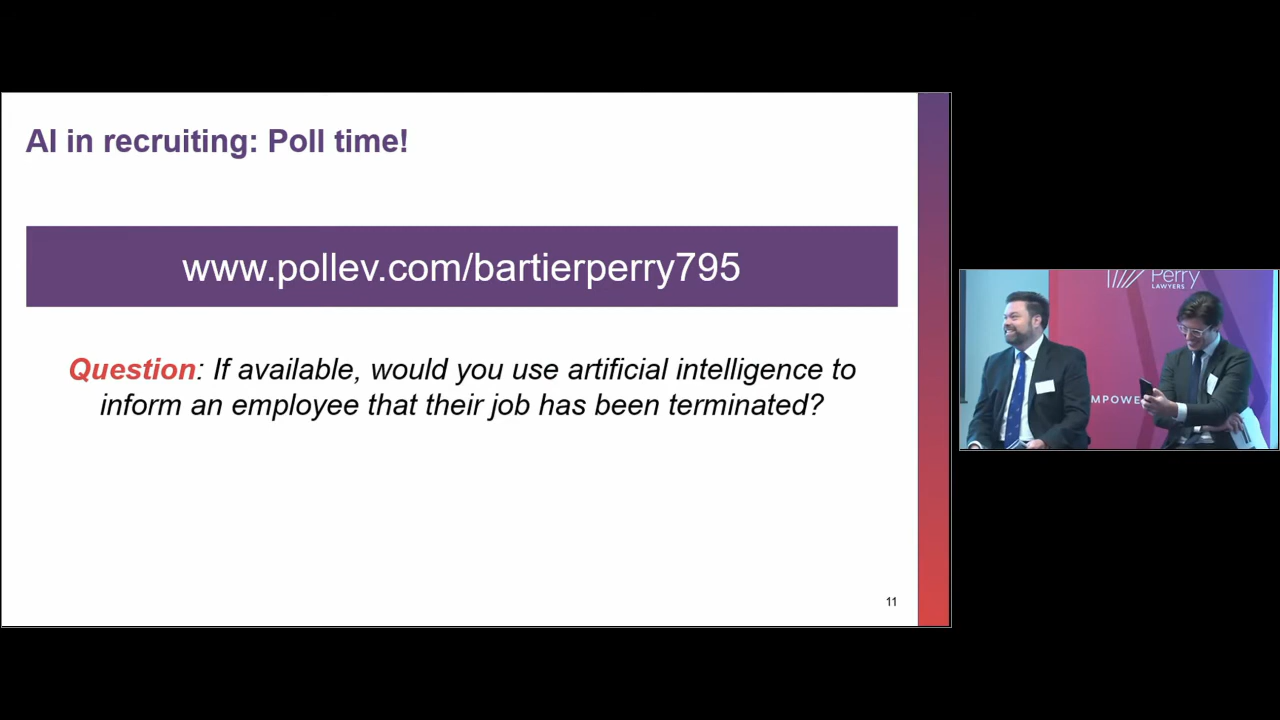 AI in recruiting: Poll time!
www.pollev.com/bartierperry795
Question: If available, would you use artificial intelligence to
inform an employee that their job has been terminated?
11
Perry
LAWYERS
MPOWE